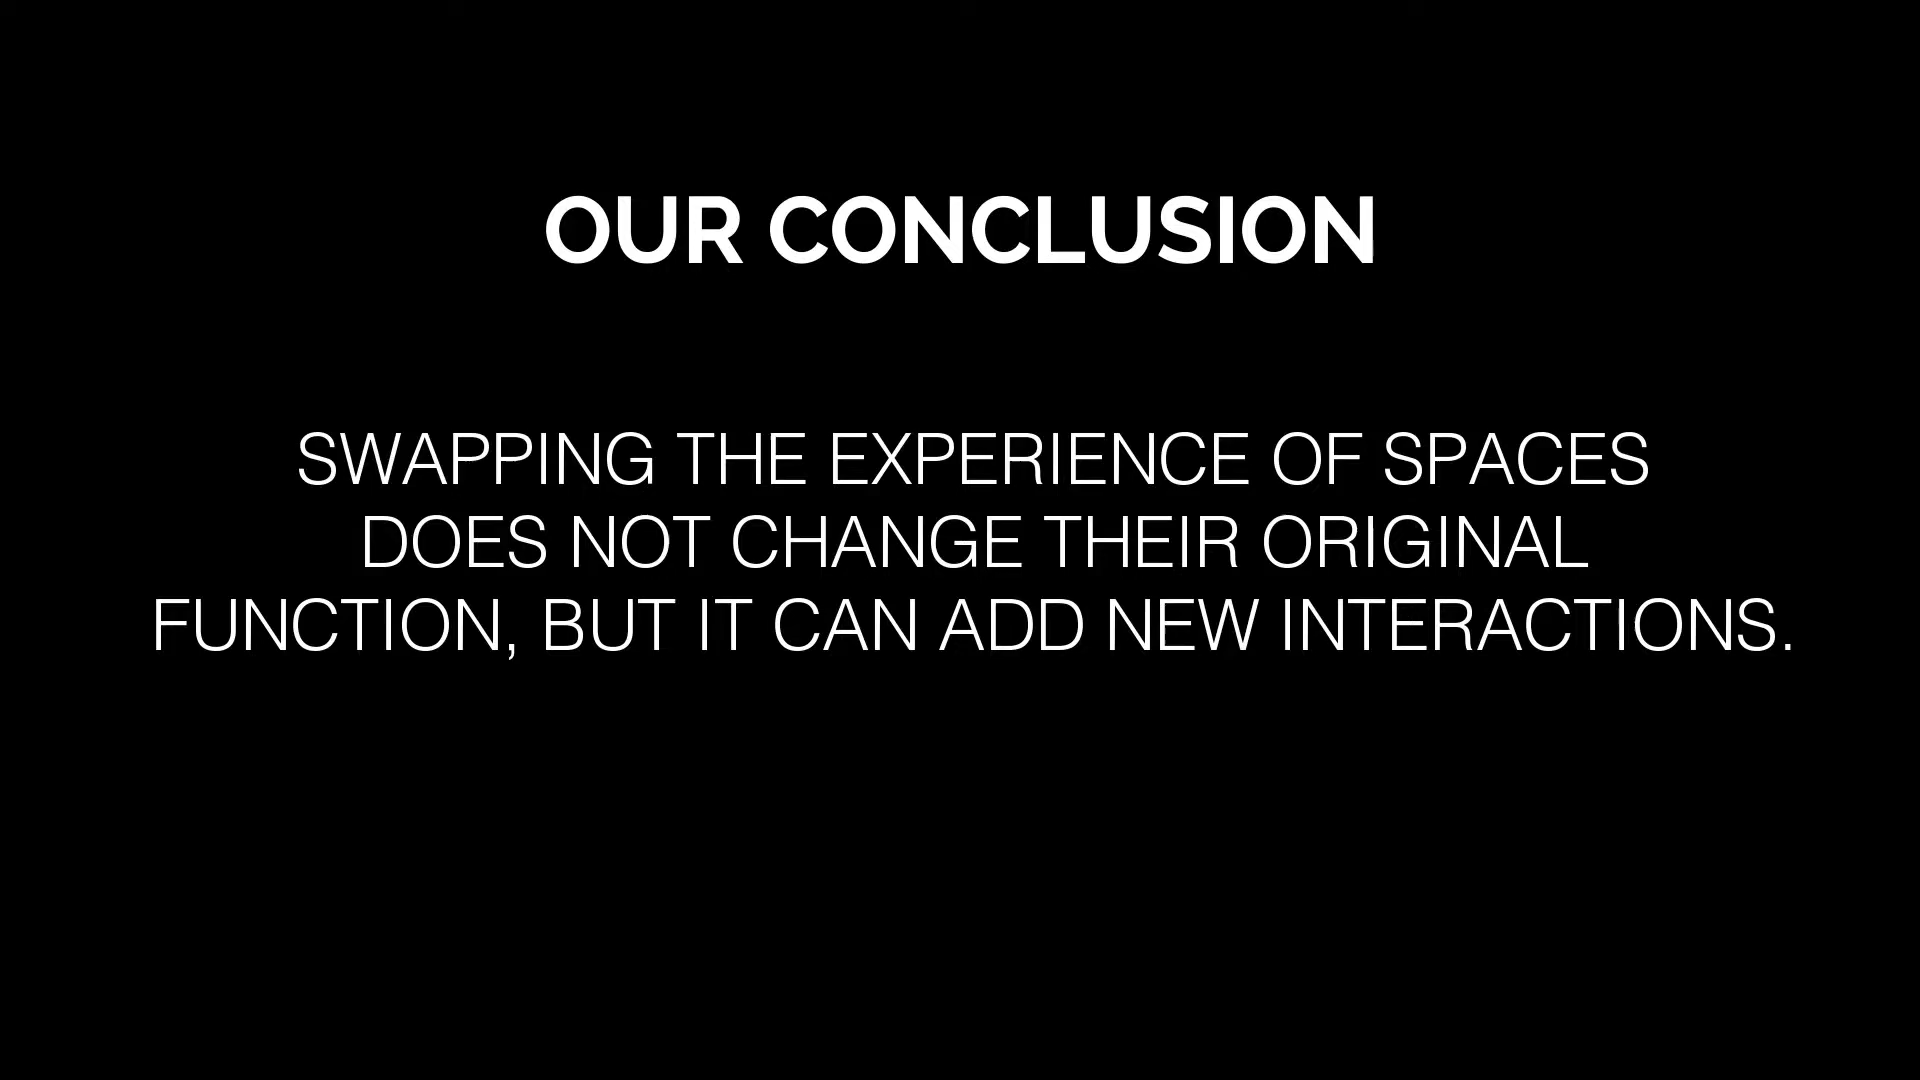 OUR CONCLUSION
SWAPPING THE EXPERIENCE OF SPACES
DOES NOT CHANGE THEIR ORIGINAL
FUNCTION, BUT IT CAN ADD NEW INTERACTIONS.